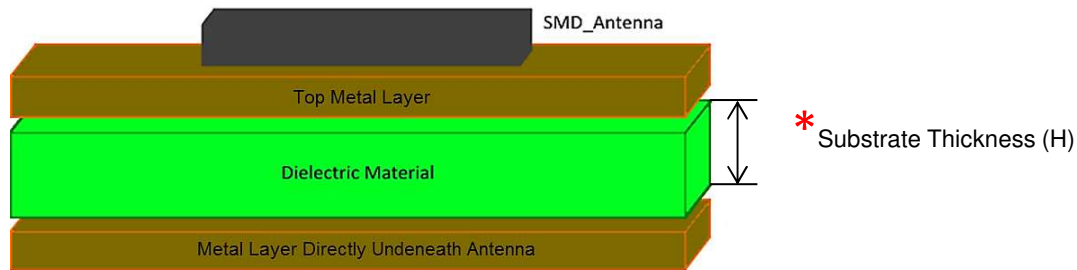 SMD_Antenna
Top Metal Layer
* Substrate Thickness (H)
Dielectric Material
Metal Layer Directly Undeneath Antenna